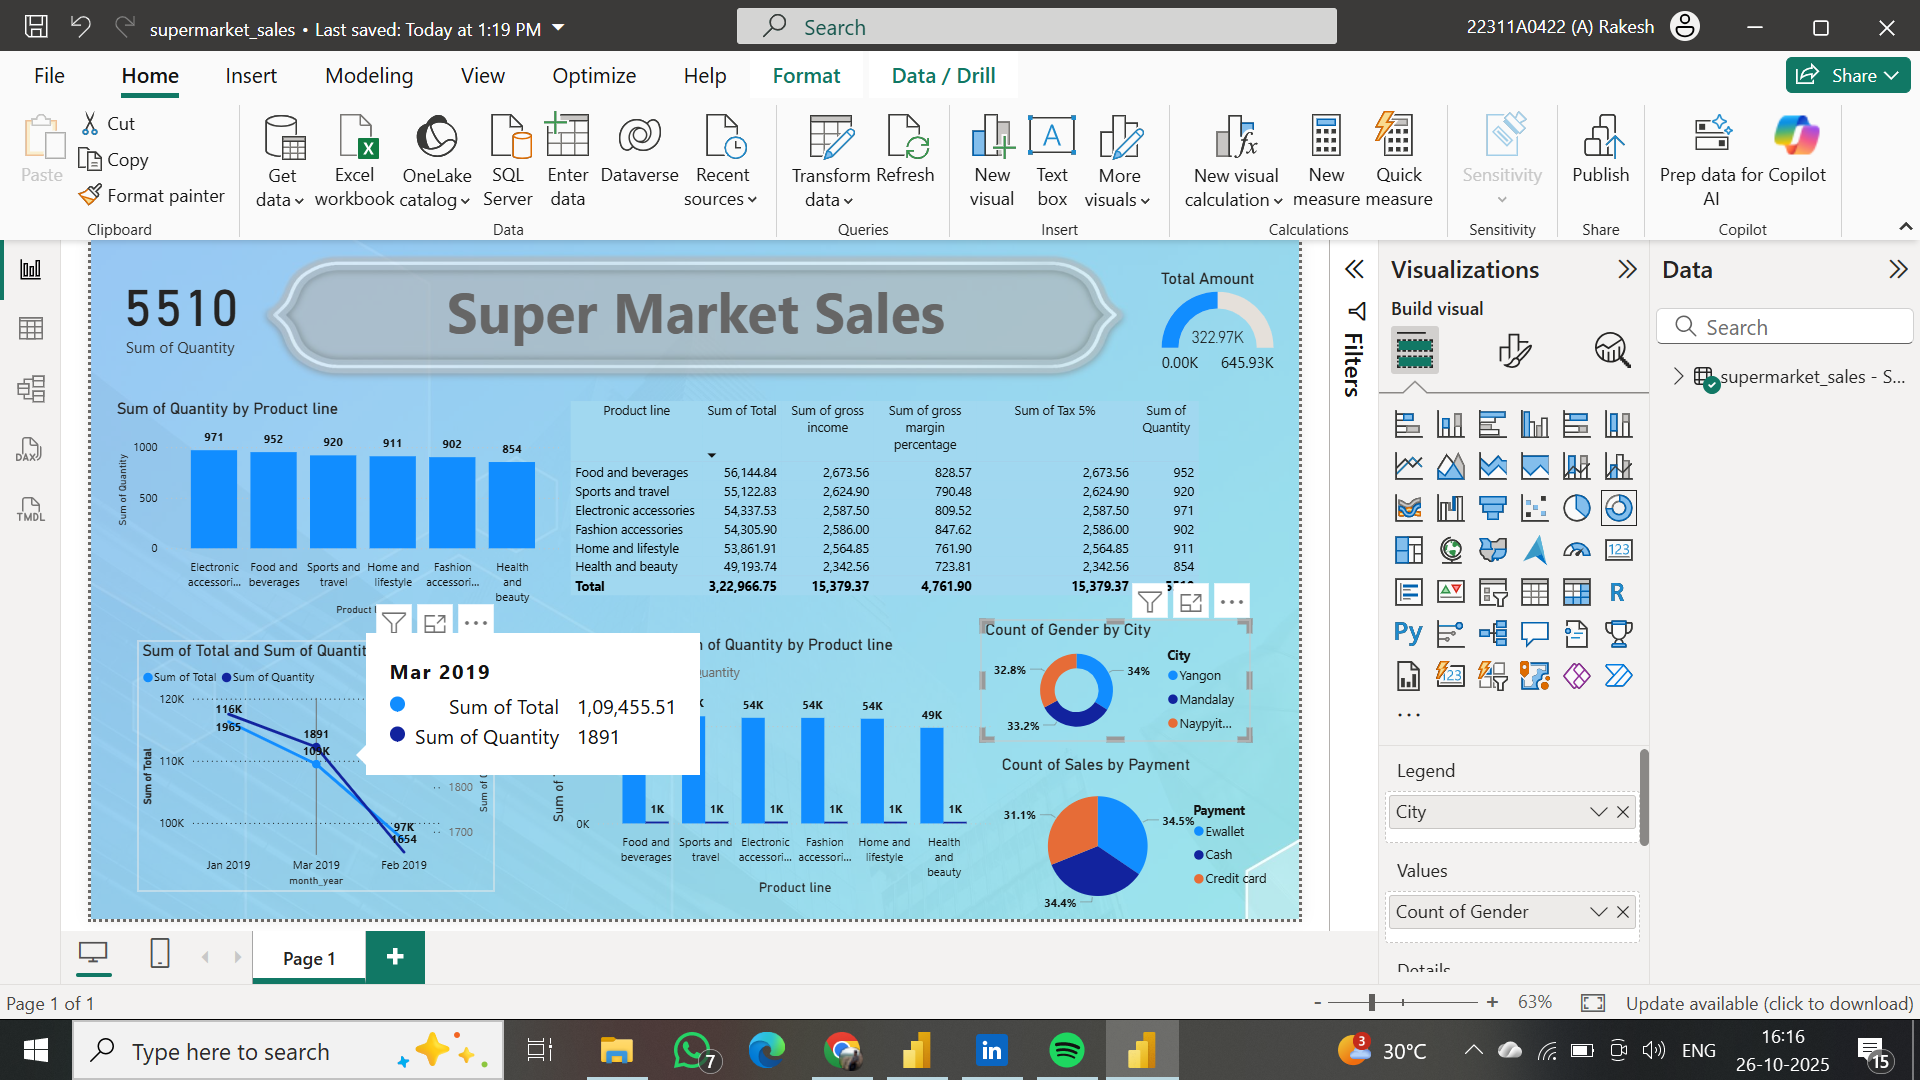 supermarket_sales • Last saved: Today at 1:19 PM
Search
22311A0422 (A) Rakesh
File
Home
Insert
Modeling
View
Optimize
Help
Format
Data / Drill
Share
Paste
Cut
Copy
Format painter
Clipboard
Get data
Excel workbook
OneLake catalog
SQL Server
Enter data
Dataverse
Recent sources
Data
Transform data
Refresh
Queries
New visual
Text box
More visuals
Insert
New visual calculation
New measure
Quick measure
Calculations
Sensitivity
Sensitivity
Publish
Share
Prep data for AI
Copilot
Copilot
DAX
TMDL
5510
Sum of Quantity
Super Market Sales
Total Amount
322.97K
0.00K 645.93K
Sum of Quantity by Product line
Sum of Quantity
1000
500
0
971
952
920
911
902
854
Electronic accessori...
Food and beverages
Sports and travel
Home and lifestyle
Fashion accessori...
Health and beauty
Product line Sum of Total Sum of gross income Sum of gross margin percentage Sum of Tax 5% Sum of Quantity
Food and beverages 56,144.84 2,673.56 828.57 2,673.56 952
Sports and travel 55,122.83 2,624.90 790.48 2,624.90 920
Electronic accessories 54,337.53 2,587.50 809.52 2,587.50 971
Fashion accessories 54,305.90 2,586.00 847.62 2,586.00 902
Home and lifestyle 53,861.91 2,564.85 761.90 2,564.85 911
Health and beauty 49,193.74 2,342.56 723.81 2,342.56 854
Total 3,22,966.75 15,379.37 4,761.90 15,379.37
Sum of Total and Sum of Quantit
Sum of Total Sum of Quantity
Sum of Total
120K
110K
100K
116K
1965
1891
109K
97K
1654
1800
1700
Jan 2019
Mar 2019
Feb 2019
month_year
Mar 2019
Sum of Total 1,09,455.51
Sum of Quantity 1891
of Quantity by Product line
Sum of
0K
54K
54K
54K
49K
1K
1K
1K
1K
1K
1K
Food and beverages
Sports and travel
Electronic accessori...
Fashion accessori...
Home and lifestyle
Health and beauty
Product line
Count of Gender by City
32.8%
34%
33.2%
City
Yangon
Mandalay
Naypyit...
Count of Sales by Payment
31.1%
34.5%
34.4%
Payment
Ewallet
Cash
Credit card
Filters
Visualizations
Build visual
123
R
Py
123
Legend
City
Values
Count of Gender
Data
Search
supermarket_sales - S...
Page 1
Page 1 of 1
63%
Update available (click to download)
Type here to search
7
3
30°C
ENG
16:16
26-10-2025
15